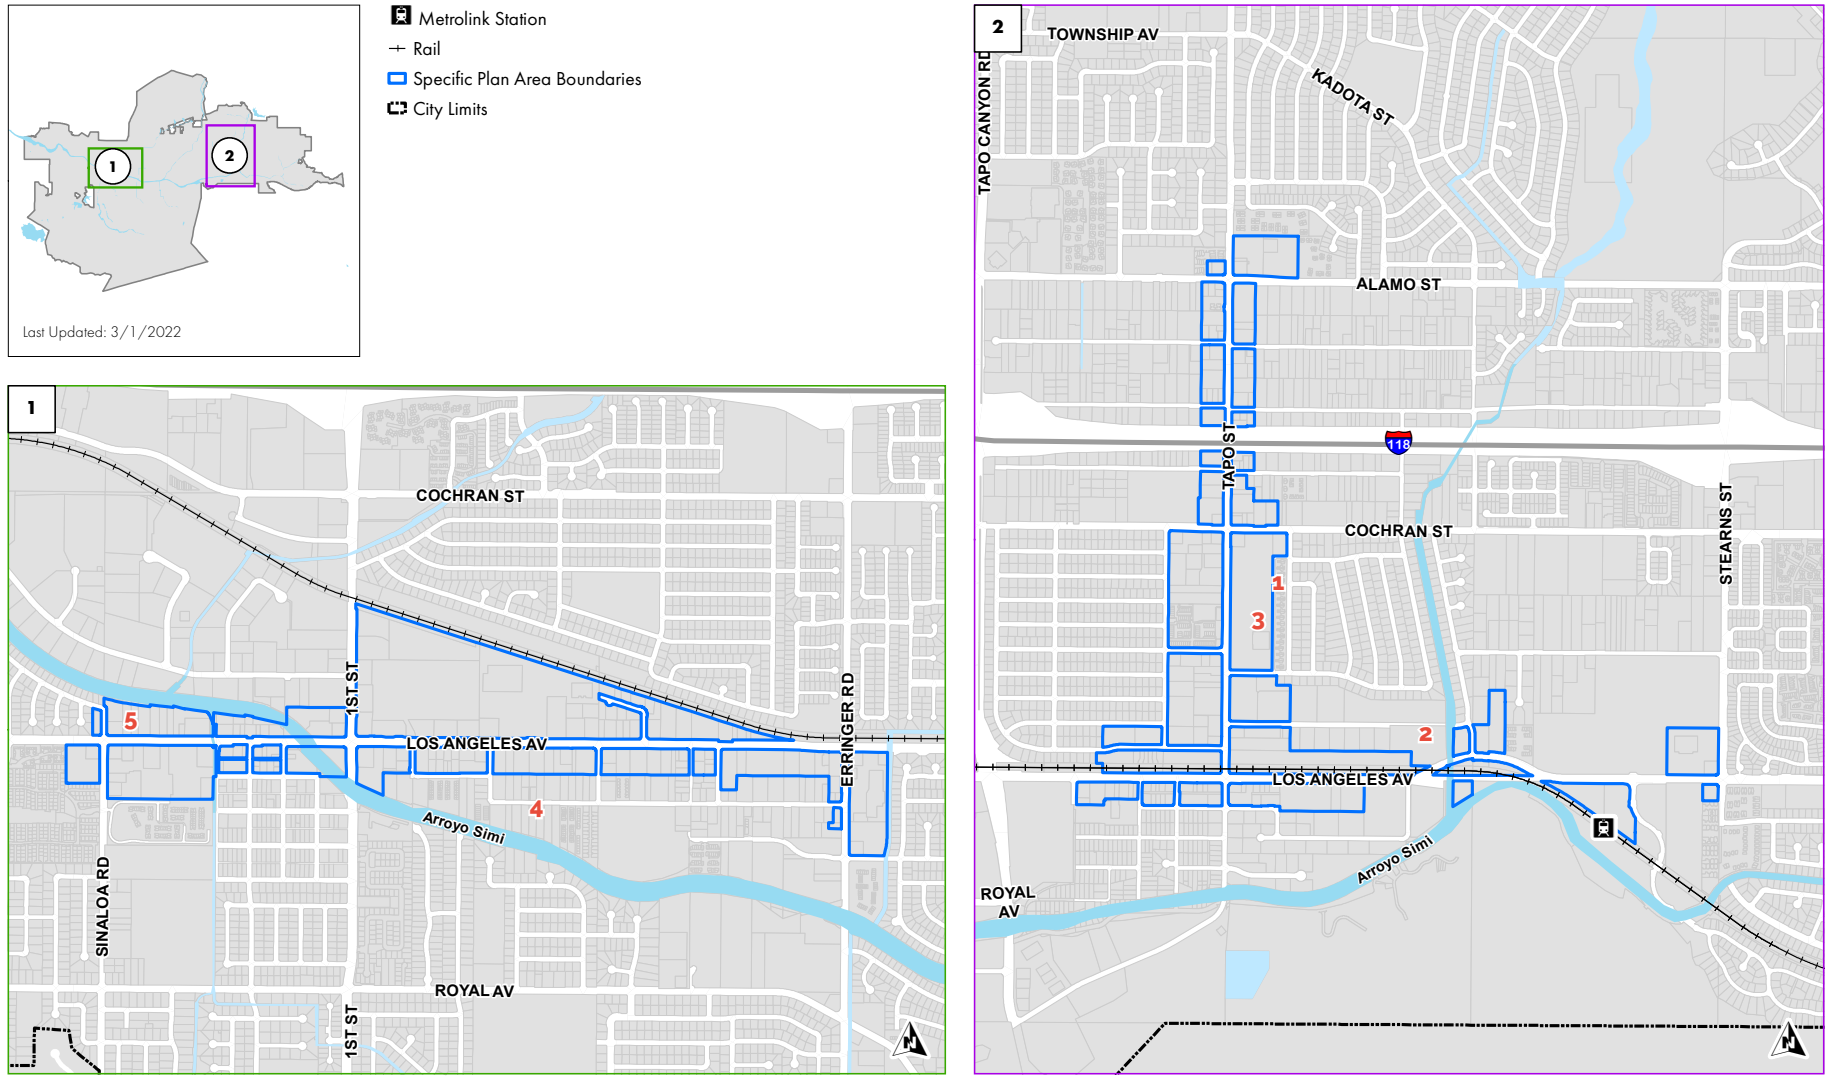 1
2
Last Updated: 3/1/2022
Metrolink Station
Rail
Specific Plan Area Boundaries
City Limits
1
COCHRAN ST
1ST ST
5
LOS ANGELES AV
ERRINGER RD
4
Arroyo Simi
SINALOA RD
ROYAL AV
1ST ST
N
2
TOWNSHIP AV
TAPO CANYON RD
KADOTA ST
ALAMO ST
118
TAPO ST
COCHRAN ST
STEARNS ST
1
3
2
LOS ANGELES AV
Arroyo Simi
ROYAL
AV
N